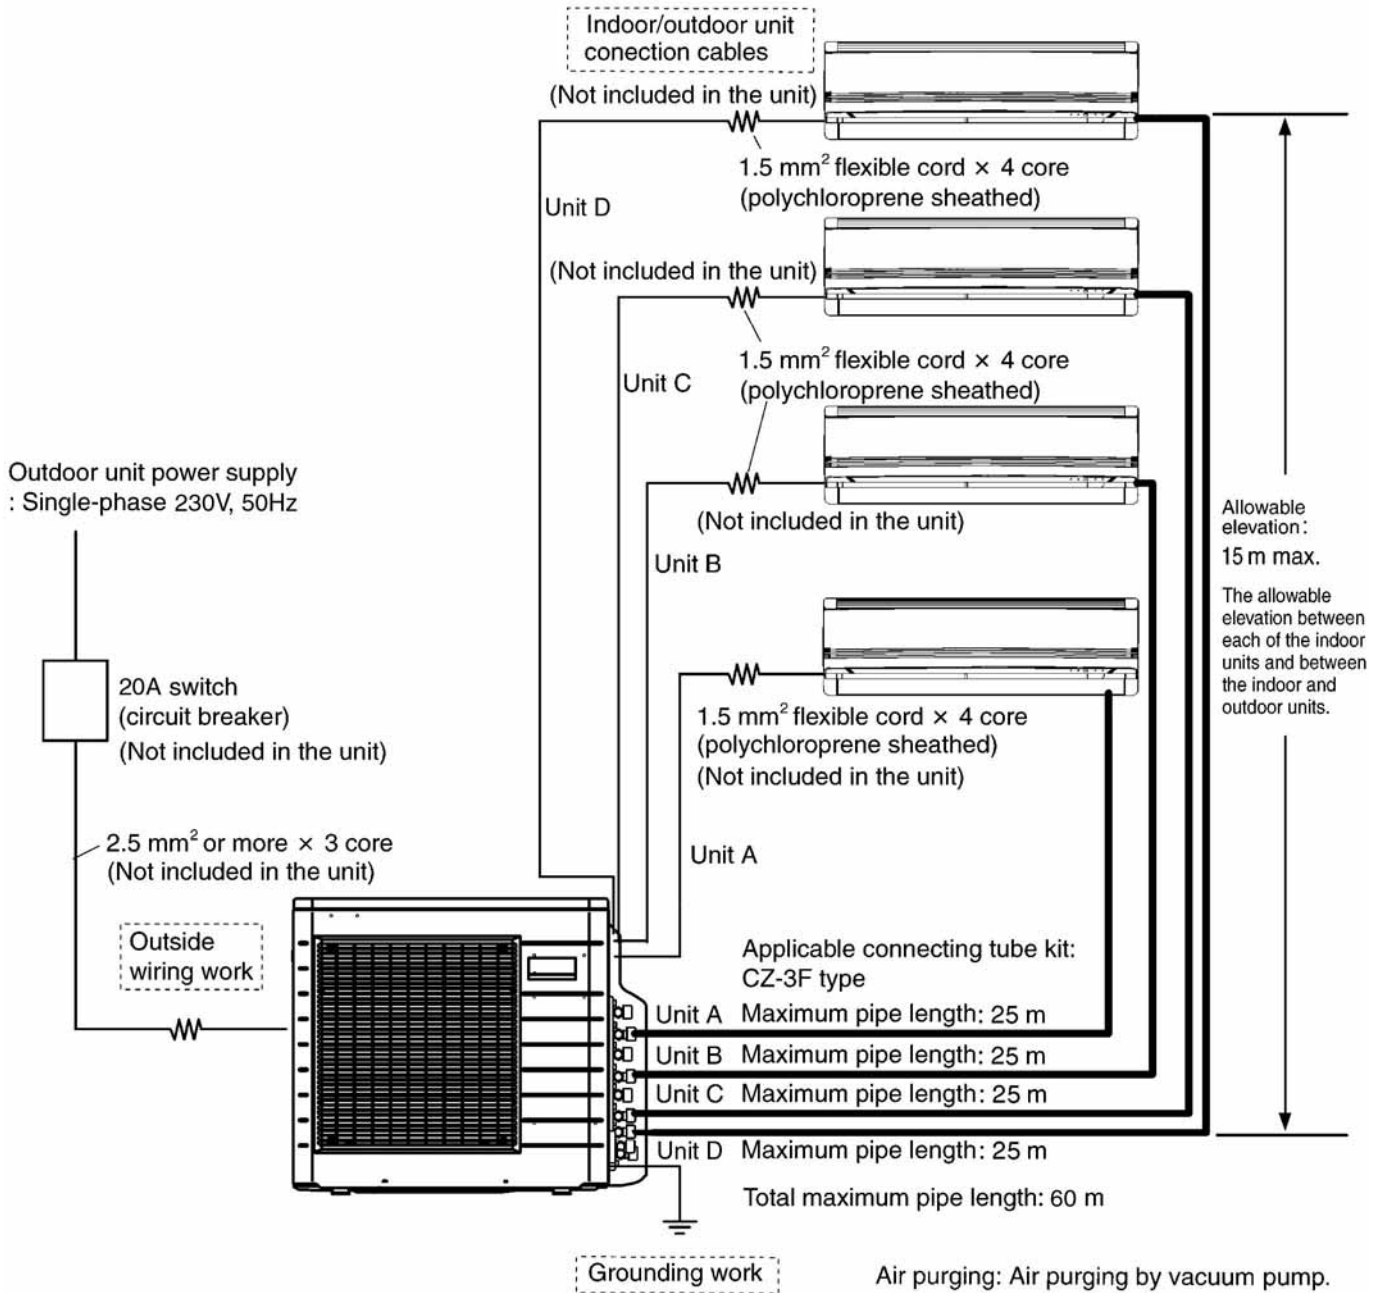 Indoor/outdoor unit
conection cables
(Not included in the unit)
1.5 mm² flexible cord × 4 core
(polychloroprene sheathed)
Unit D
(Not included in the unit)
1.5 mm² flexible cord × 4 core
(polychloroprene sheathed)
Unit C
Outdoor unit power supply
: Single-phase 230V, 50Hz
(Not included in the unit)
Unit B
Allowable
elevation:
15 m max.
The allowable
elevation between
each of the indoor
units and between
the indoor and
outdoor units.
20A switch
(circuit breaker)
(Not included in the unit)
1.5 mm² flexible cord × 4 core
(polychloroprene sheathed)
(Not included in the unit)
2.5 mm² or more × 3 core
(Not included in the unit)
Unit A
Outside
wiring work
Applicable connecting tube kit:
CZ-3F type
Unit A Maximum pipe length: 25 m
Unit B Maximum pipe length: 25 m
Unit C Maximum pipe length: 25 m
Unit D Maximum pipe length: 25 m
Total maximum pipe length: 60 m
Grounding work
Air purging: Air purging by vacuum pump.